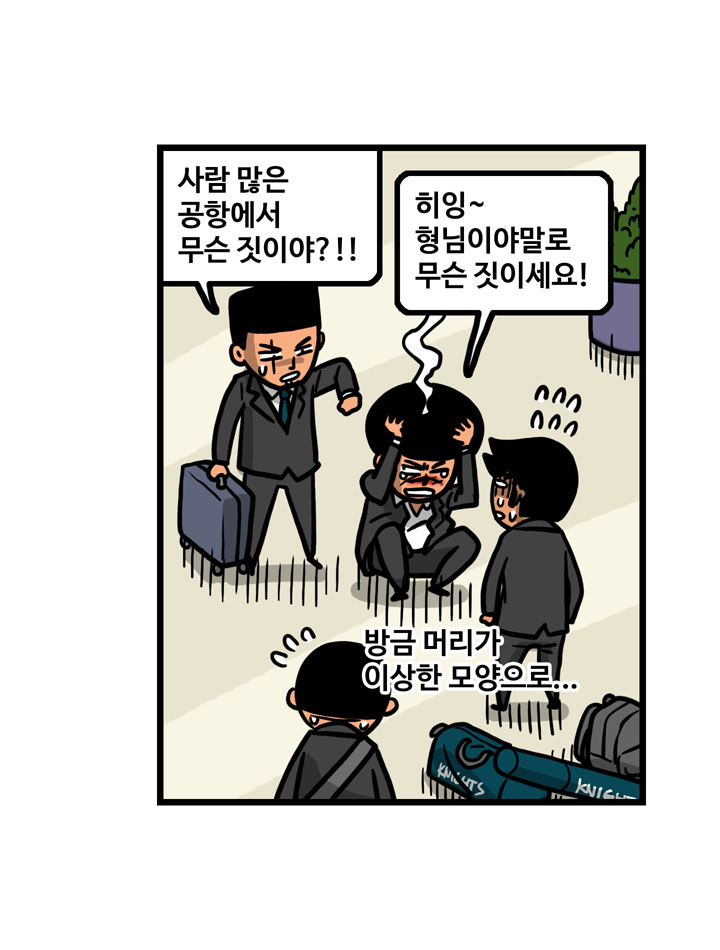 사람 많은
공항에서
무슨 짓이야?!!
히잉~
형님이야말로
무슨 짓이세요!
방금 머리가
이상한 모양으로...
KNIGHTS
KNIGHT